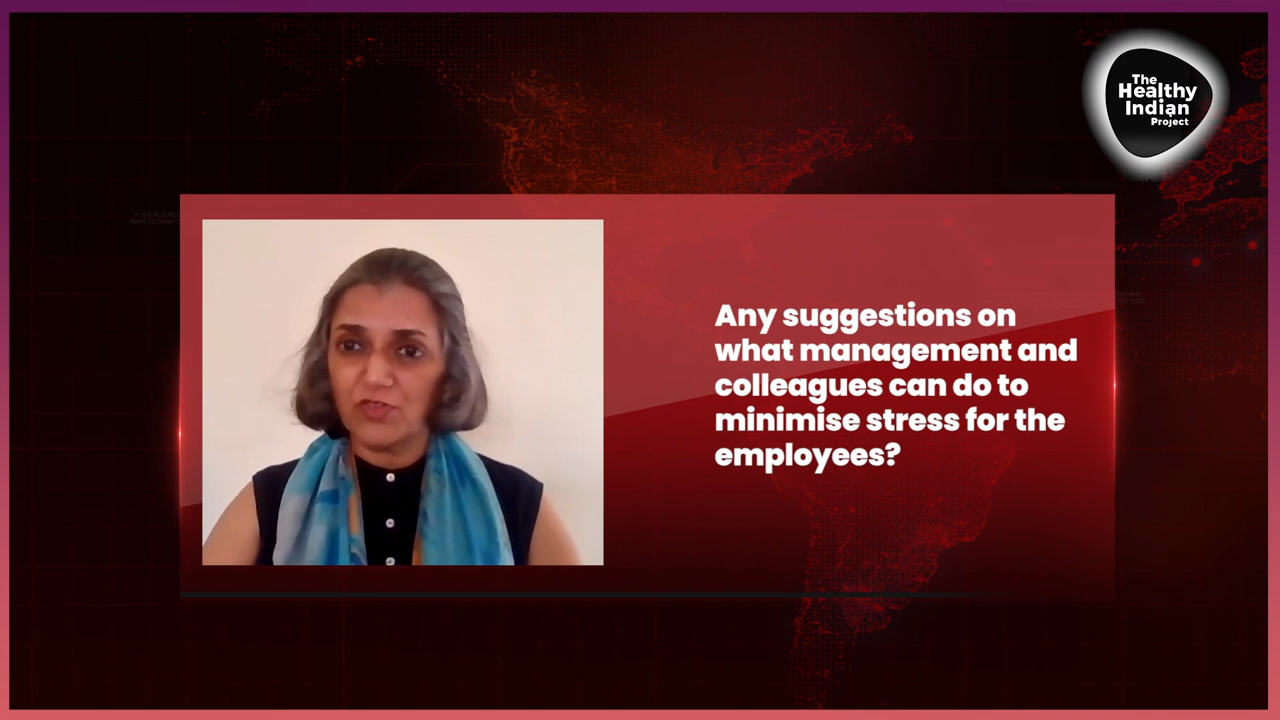 The
Healthy
Indian
Project
Any suggestions on
what management and
colleagues can do to
minimise stress for the
employees?